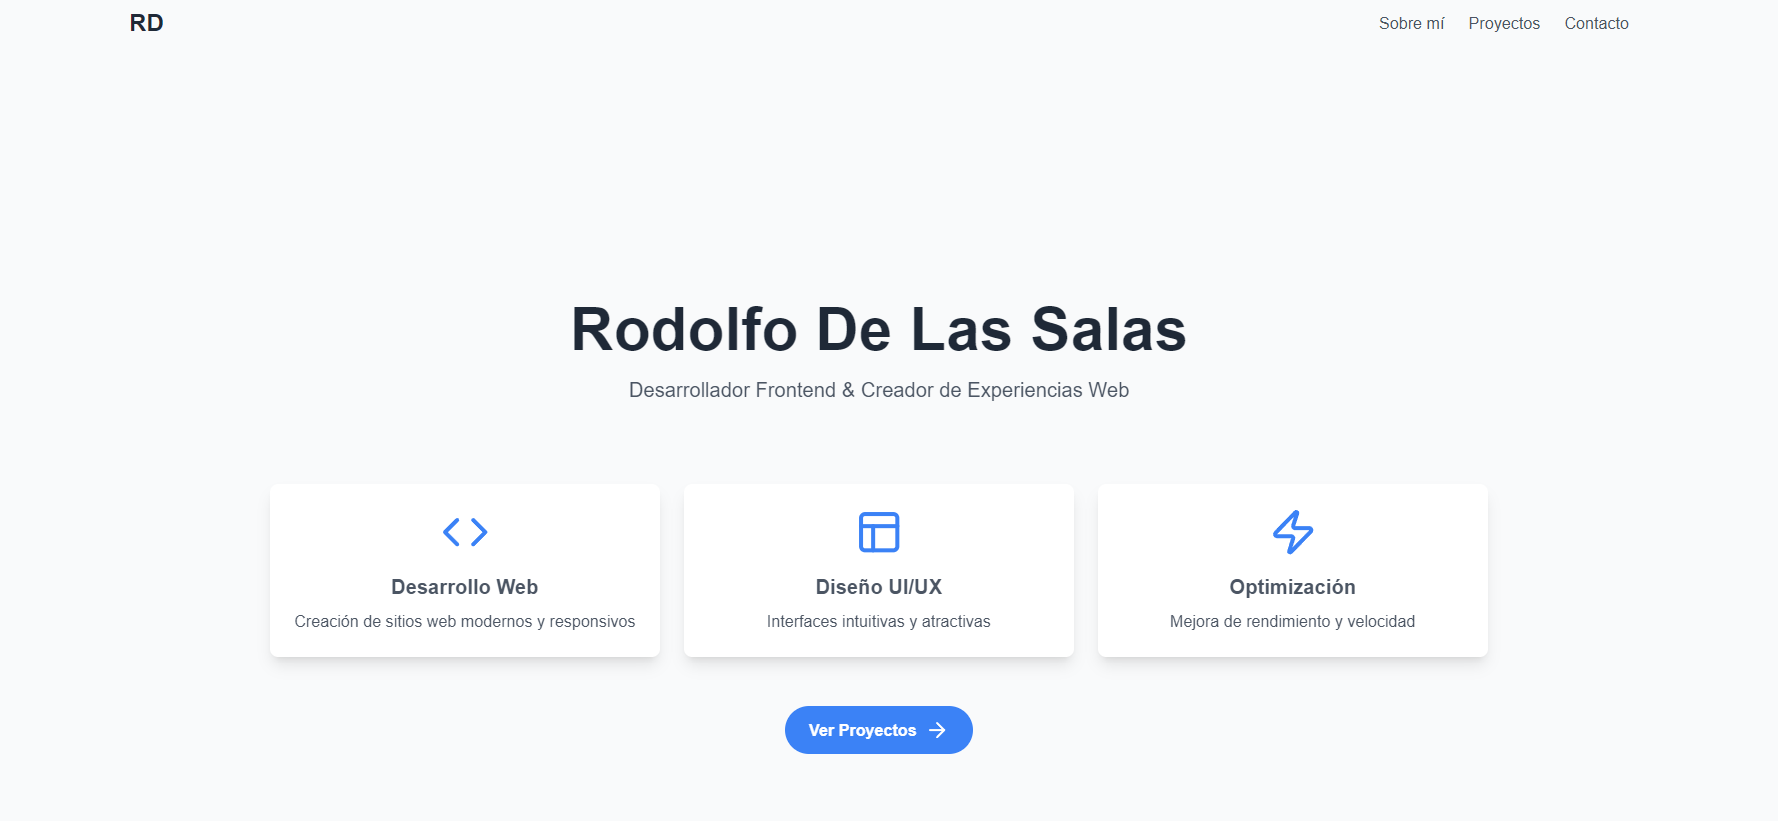 RD
Sobre mí
Proyectos
Contacto
Rodolfo De Las Salas
Desarrollador Frontend & Creador de Experiencias Web
Desarrollo Web
Creación de sitios web modernos y responsivos
Diseño UI/UX
Interfaces intuitivas y atractivas
Optimización
Mejora de rendimiento y velocidad
Ver Proyectos